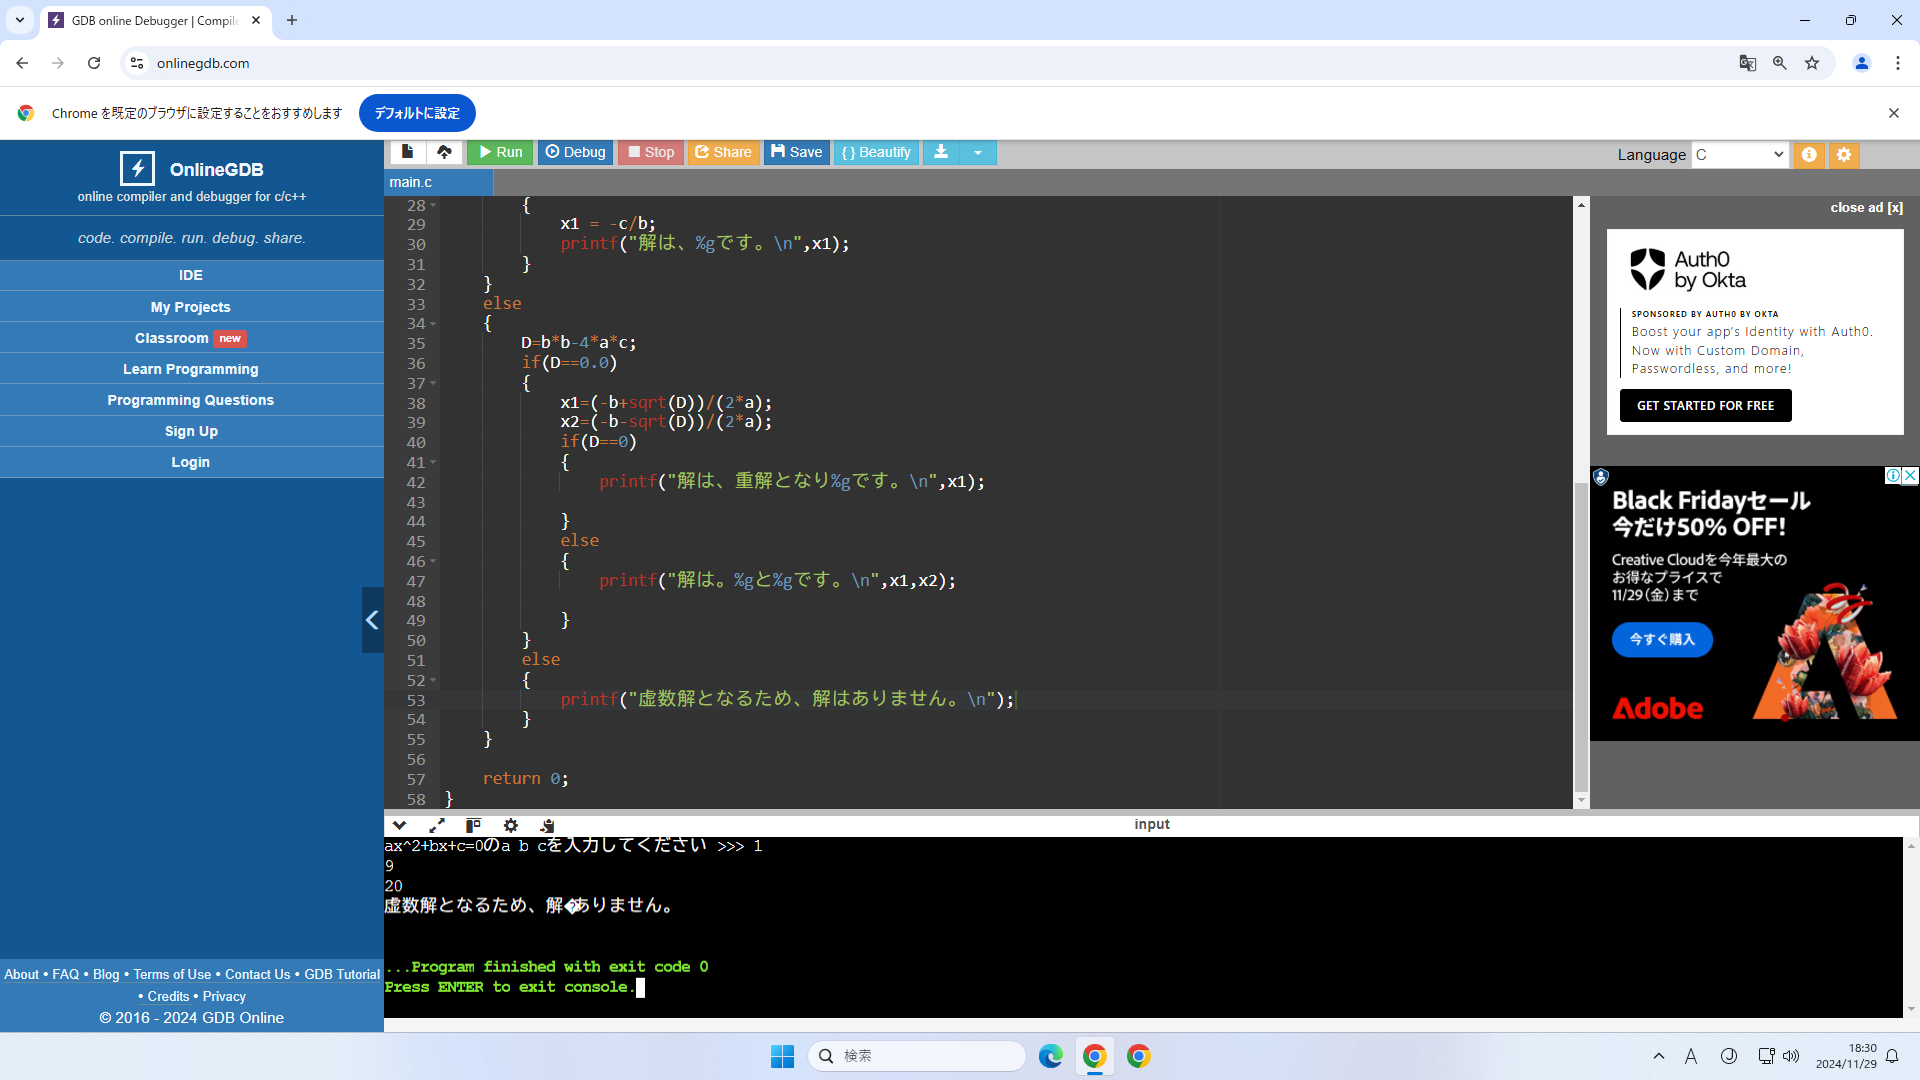 GDB online Debugger | Compile
onlinegdb.com
Chrome を既定のブラウザに設定することをおすすめします
デフォルトに設定
OnlineGDB
online compiler and debugger for c/c++
code. compile. run. debug. share.
IDE
My Projects
Classroom new
Learn Programming
Programming Questions
Sign Up
Login
About • FAQ • Blog • Terms of Use • Contact Us • GDB Tutorial
• Credits • Privacy
© 2016 - 2024 GDB Online
Run Debug Stop Share Save { } Beautify
Language C
main.c
28 {
29 x1 = -c/b;
30 printf("解は、%gです。\n",x1);
31 }
32 }
33 else
34 {
35 D=b*b-4*a*c;
36 if(D==0.0)
37 {
38 x1=(-b+sqrt(D))/(2*a);
39 x2=(-b-sqrt(D))/(2*a);
40 if(D==0)
41 {
42 printf("解は、重解となり%gです。\n",x1);
43
44 }
45 else
46 {
47 printf("解は。%gと%gです。\n",x1,x2);
48
49 }
50 }
51 else
52 {
53 printf("虚数解となるため、解はありません。\n");
54 }
55 }
56
57 return 0;
58 }
input
ax^2+bx+c=0のa b cを入力してください >>> 1
9
20
虚数解となるため、解�ありません。
...Program finished with exit code 0
Press ENTER to exit console.
close ad [x]
Auth0
by Okta
SPONSORED BY AUTH0 BY OKTA
Boost your app's Identity with Auth0.
Now with Custom Domain,
Passwordless, and more!
GET STARTED FOR FREE
Black Fridayセール
今だけ50% OFF!
Creative Cloudを今年最大の
お得なプライスで
11/29(金)まで
今すぐ購入
Adobe
検索
A
18:30
2024/11/29